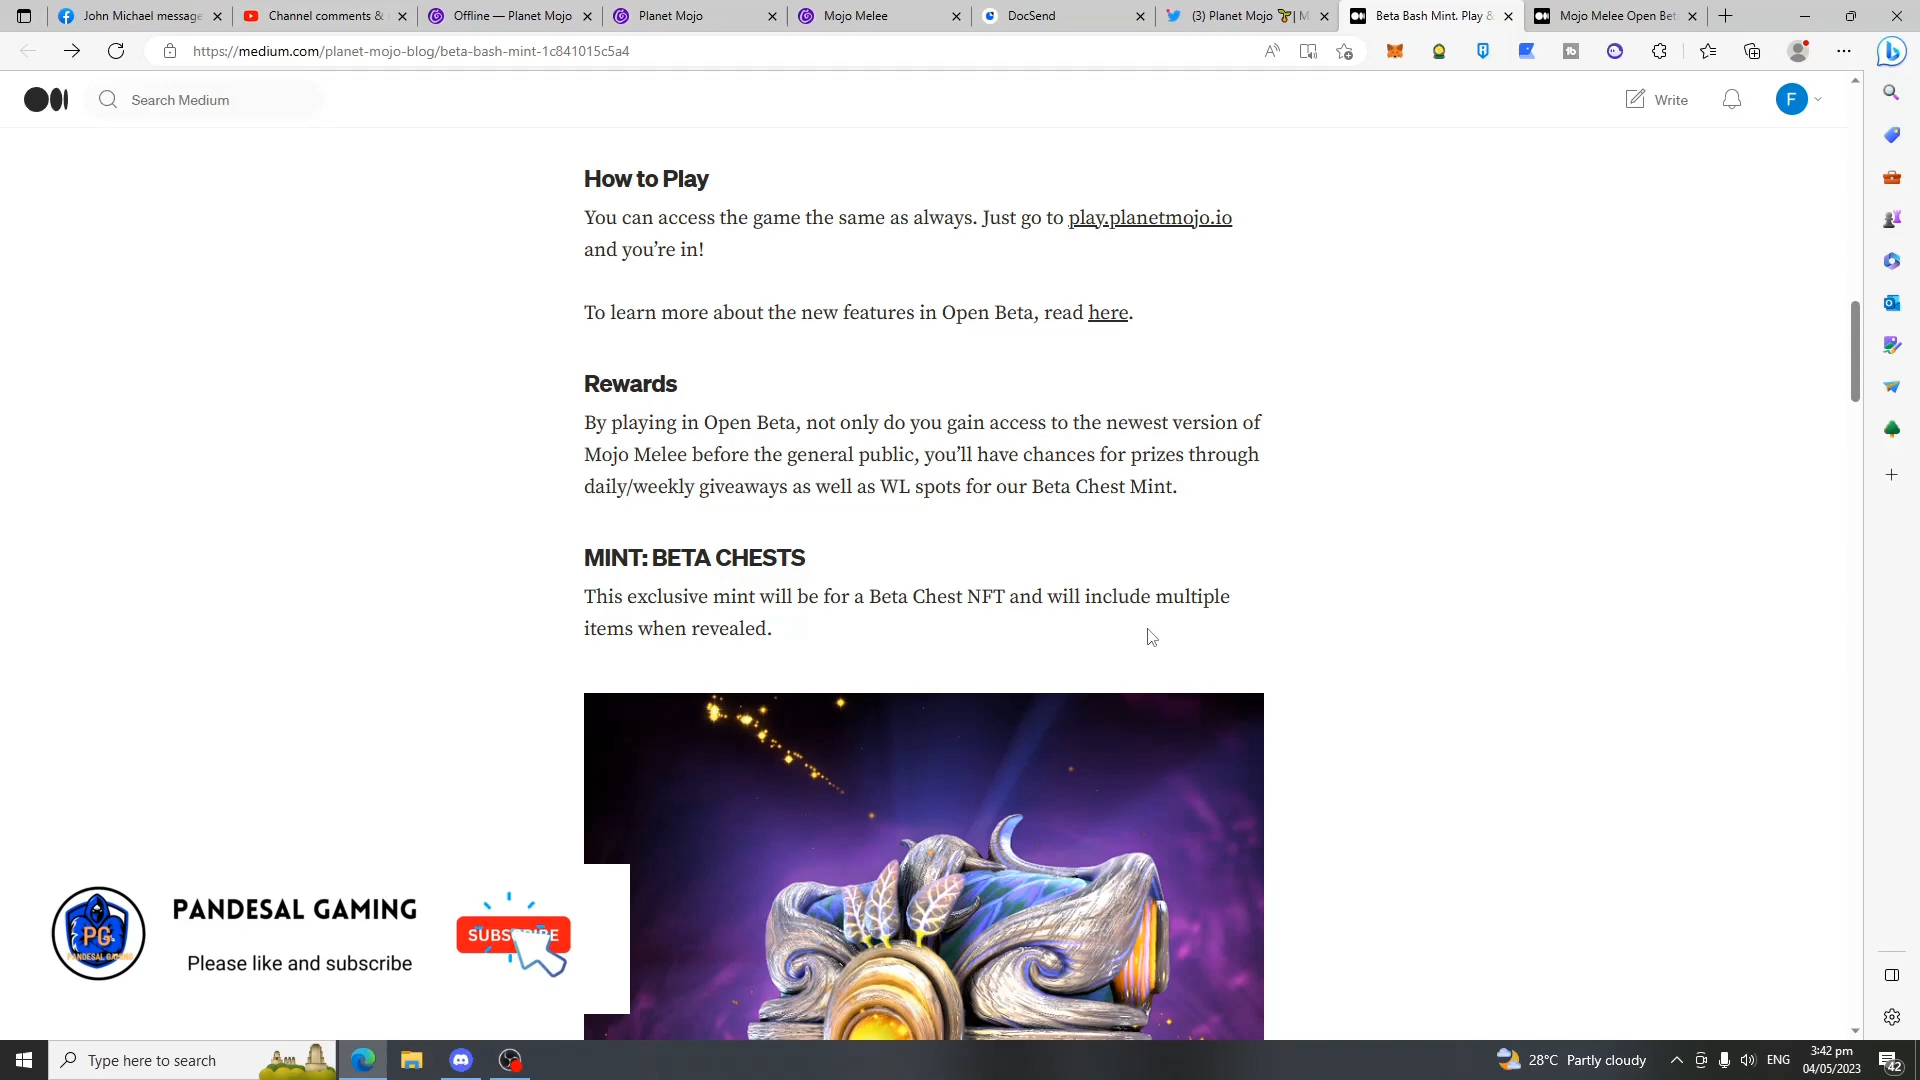 John Michael message
Channel comments &
Offline — Planet Mojo
Planet Mojo
Mojo Melee
DocSend
(3) Planet Mojo
Beta Bash Mint. Play &
Mojo Melee Open Bet
https://medium.com/planet-mojo-blog/beta-bash-mint-1c841015c5a4
Search Medium
Write
F
How to Play
You can access the game the same as always. Just go to play.planetmojo.io
and you’re in!
To learn more about the new features in Open Beta, read here.
Rewards
By playing in Open Beta, not only do you gain access to the newest version of
Mojo Melee before the general public, you’ll have chances for prizes through
daily/weekly giveaways as well as WL spots for our Beta Chest Mint.
MINT: BETA CHESTS
This exclusive mint will be for a Beta Chest NFT and will include multiple
items when revealed.
PG
PANDESAL GAMING
PANDESAL GAMING
Please like and subscribe
Type here to search
28°C Partly cloudy
ENG
3:42 pm
04/05/2023
42